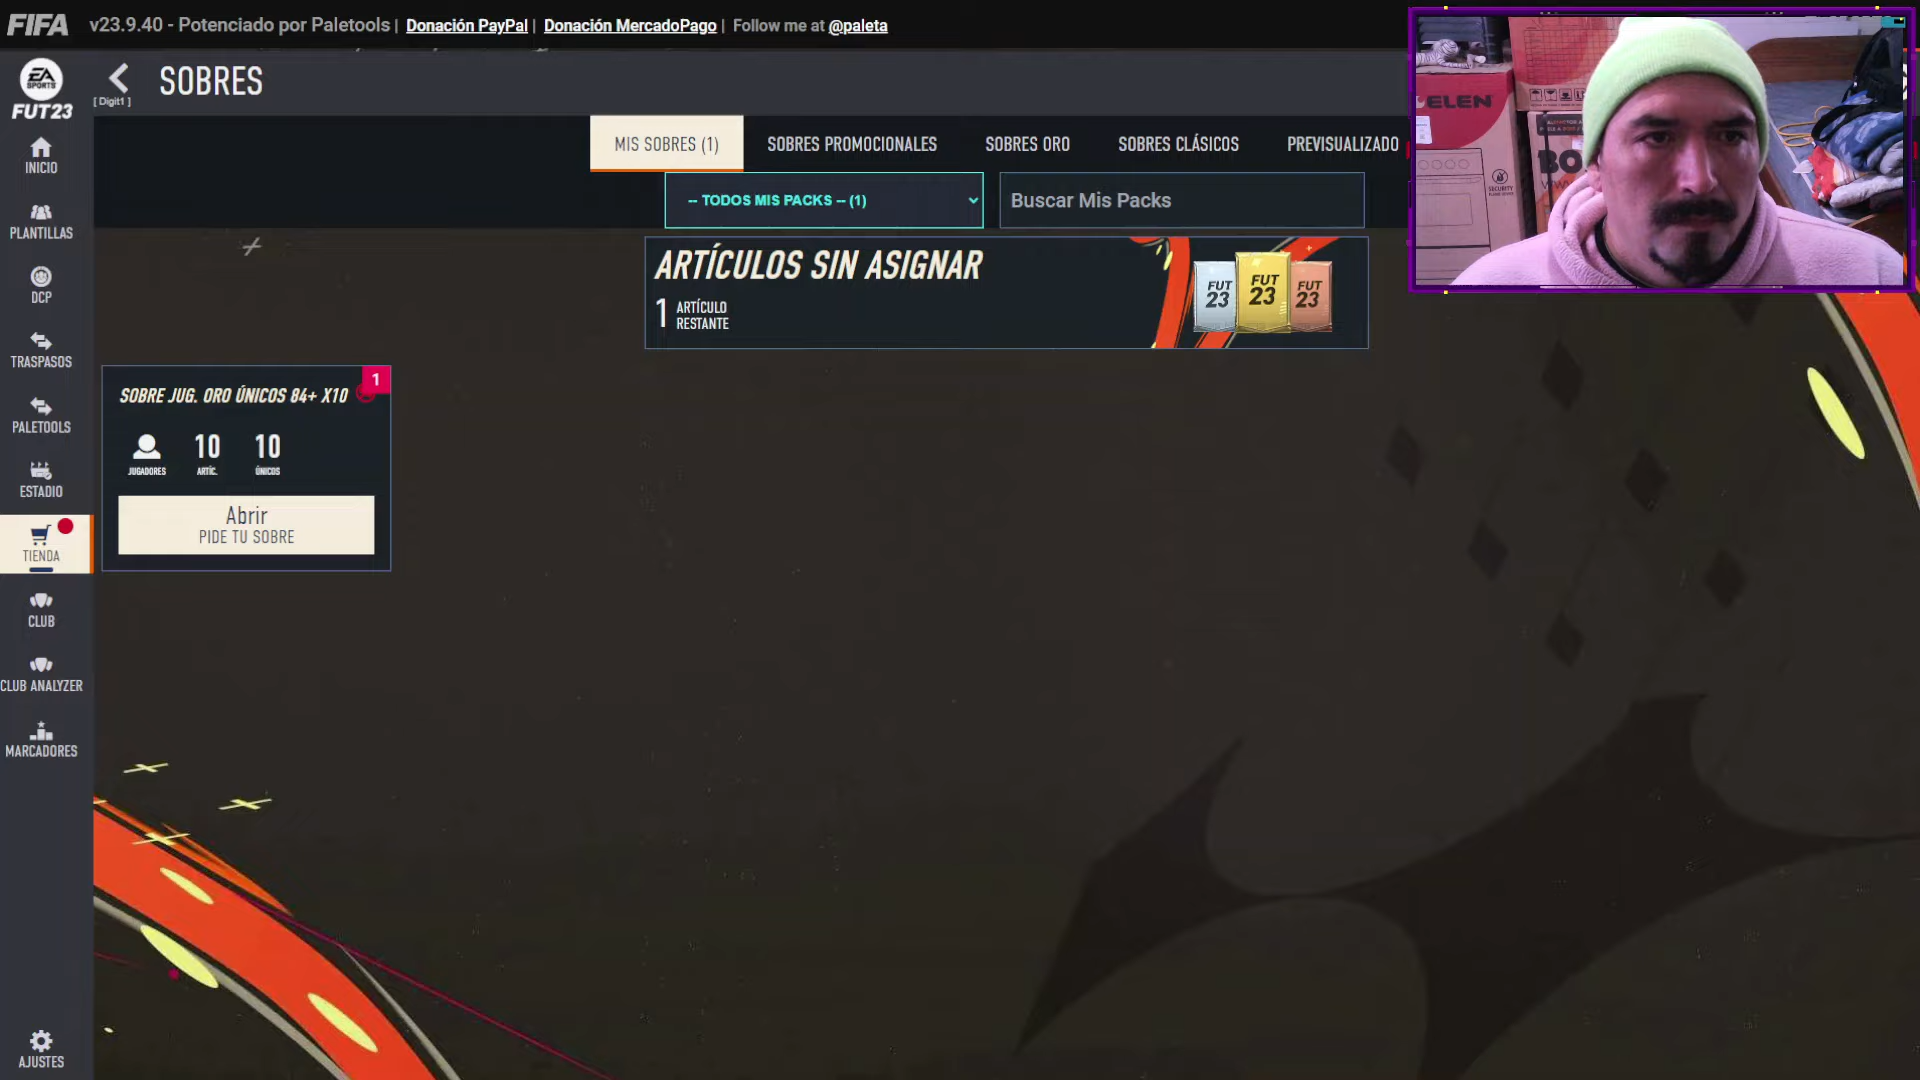 FIFA v23.9.40 - Potenciado por Paletools | Donación PayPal | Donación MercadoPago | Follow me at @paleta
EA SPORTS
FUT23
[ Digit1 ]
SOBRES
MIS SOBRES (1) SOBRES PROMOCIONALES SOBRES ORO SOBRES CLÁSICOS PREVISUALIZADO
-- TODOS MIS PACKS -- (1) Buscar Mis Packs
ARTÍCULOS SIN ASIGNAR
1 ARTÍCULO
RESTANTE
FUT 23
FUT 23
FUT 23
SOBRE JUG. ORO ÚNICOS 84+ X10
1
10 10
JUGADORES ARTÍC. ÚNICOS
Abrir
PIDE TU SOBRE
INICIO
PLANTILLAS
DCP
TRASPASOS
PALETOOLS
ESTADIO
TIENDA
CLUB
CLUB ANALYZER
MARCADORES
AJUSTES
ELEN
SECURITY
BO